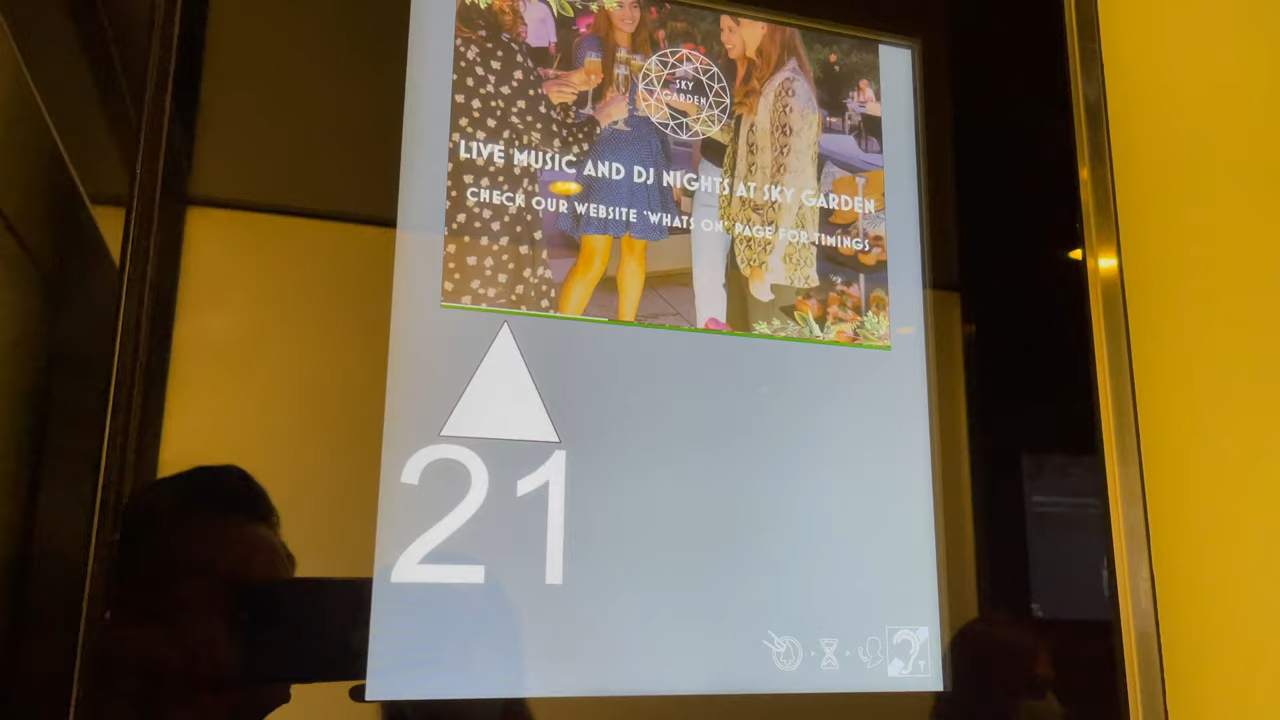 SKY
GARDEN
LIVE MUSIC AND DJ NIGHTS AT SKY GARDEN
CHECK OUR WEBSITE 'WHATS ON' PAGE FOR TIMINGS
21
T